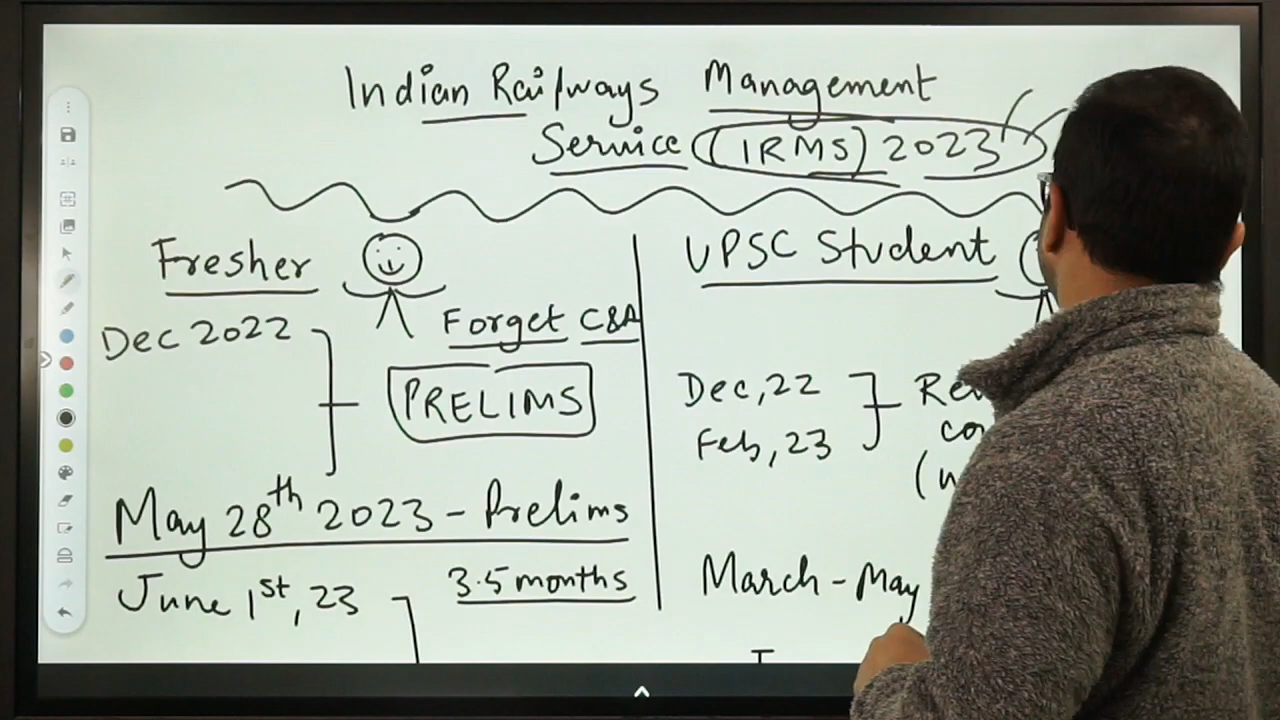 Indian Railways Management
Service (IRMS) 2023
Fresher
Dec 2022
Forget C&A
PRELIMS
May 28th 2023 - Prelims
June 1st, 23
3.5 months
UPSC Student
Dec, 22
Feb, 23
March - May